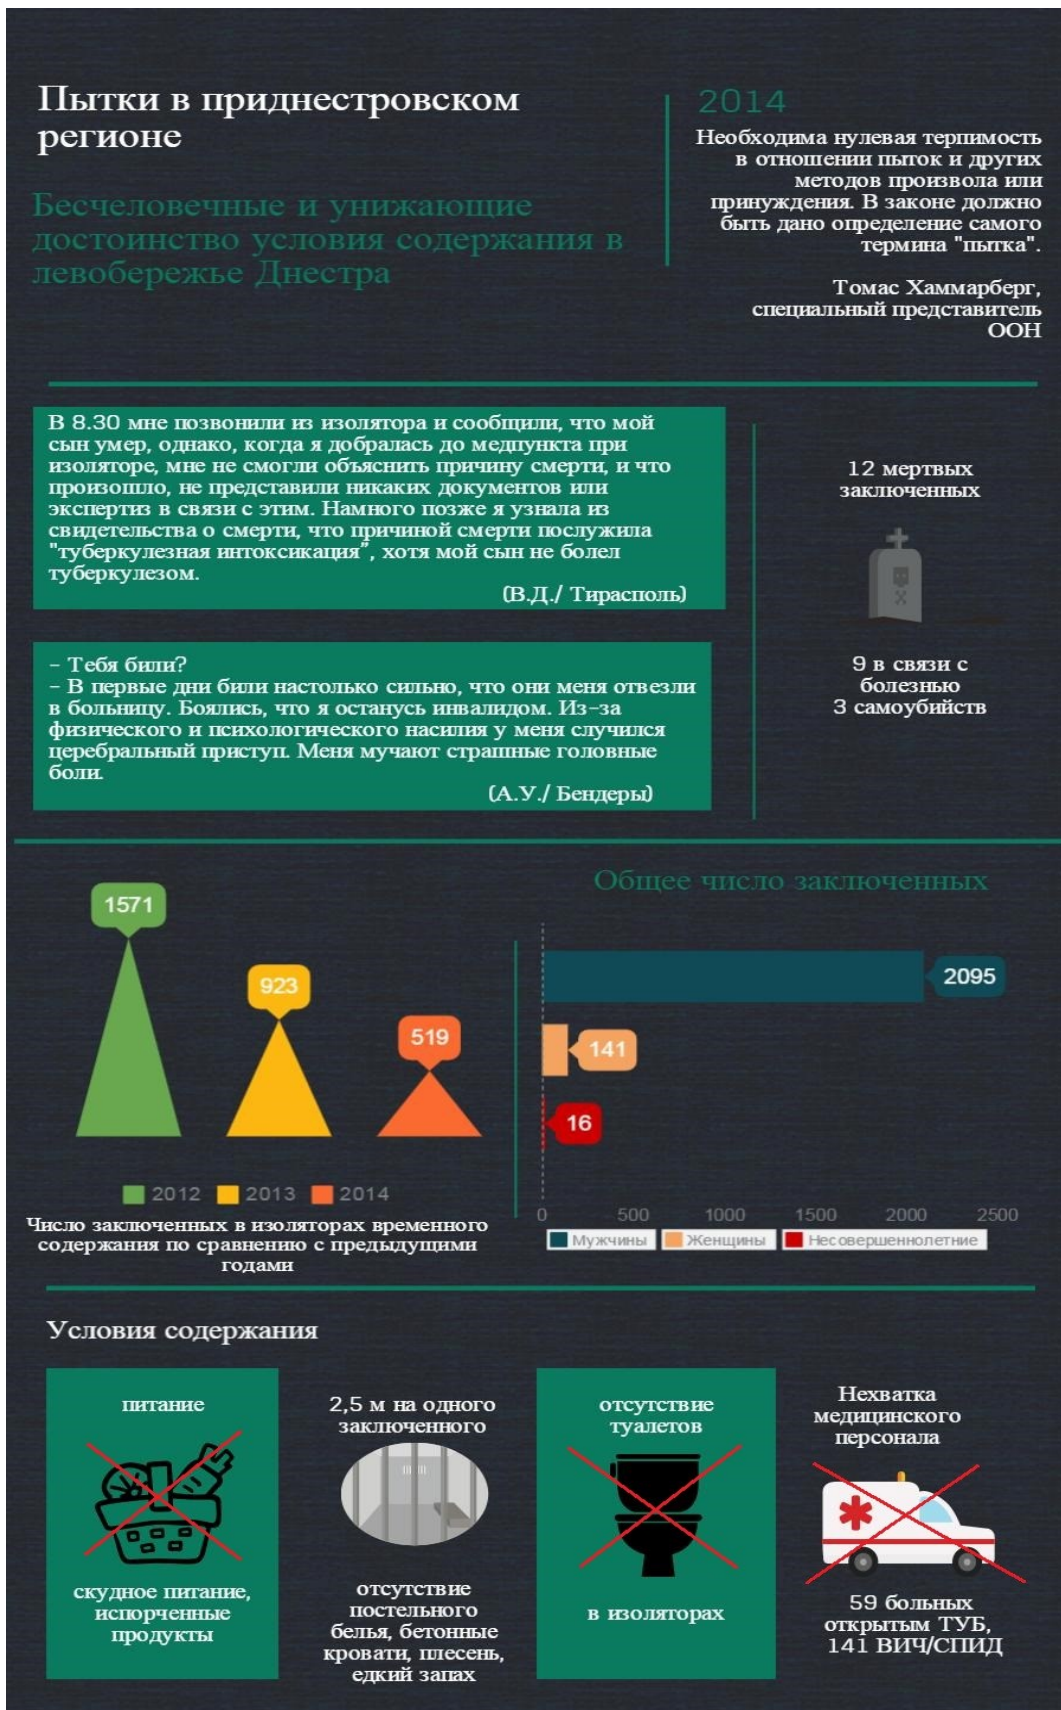 Пытки в приднестровском
регионе
Бесчеловечные и унижающие
достоинство условия содержания в
левобережье Днестра
2014
Необходима нулевая терпимость
в отношении пыток и других
методов произвола или
принуждения. В законе должно
быть дано определение самого
термина "пытка".
Томас Хаммарберг,
специальный представитель
ООН
В 8.30 мне позвонили из изолятора и сообщили, что мой
сын умер, однако, когда я добралась до медпункта при
изоляторе, мне не смогли объяснить причину смерти, и что
произошло, не представили никаких документов или
экспертиз в связи с этим. Намного позже я узнала из
свидетельства о смерти, что причиной смерти послужила
"туберкулезная интоксикация", хотя мой сын не болел
туберкулезом.
(В.Д./ Тирасполь)
– Тебя били?
– В первые дни били настолько сильно, что они меня отвезли
в больницу. Боялись, что я останусь инвалидом. Из-за
физического и психологического насилия у меня случился
церебральный приступ. Меня мучают страшные головные
боли.
(А.У./ Бендеры)
12 мертвых
заключенных
9 в связи с
болезнью
3 самоубийств
1571
923
519
2012 2013 2014
Число заключенных в изоляторах временного
содержания по сравнению с предыдущими
годами
Общее число заключенных
2095
141
16
0 500 1000 1500 2000 2500
Мужчины Женщины Несовершеннолетние
Условия содержания
питание
скудное питание,
испорченные
продукты
2,5 м на одного
заключенного
отсутствие
постельного
белья, бетонные
кровати, плесень,
едкий запах
отсутствие
туалетов
в изоляторах
Нехватка
медицинского
персонала
59 больных
открытым ТУБ,
141 ВИЧ/СПИД